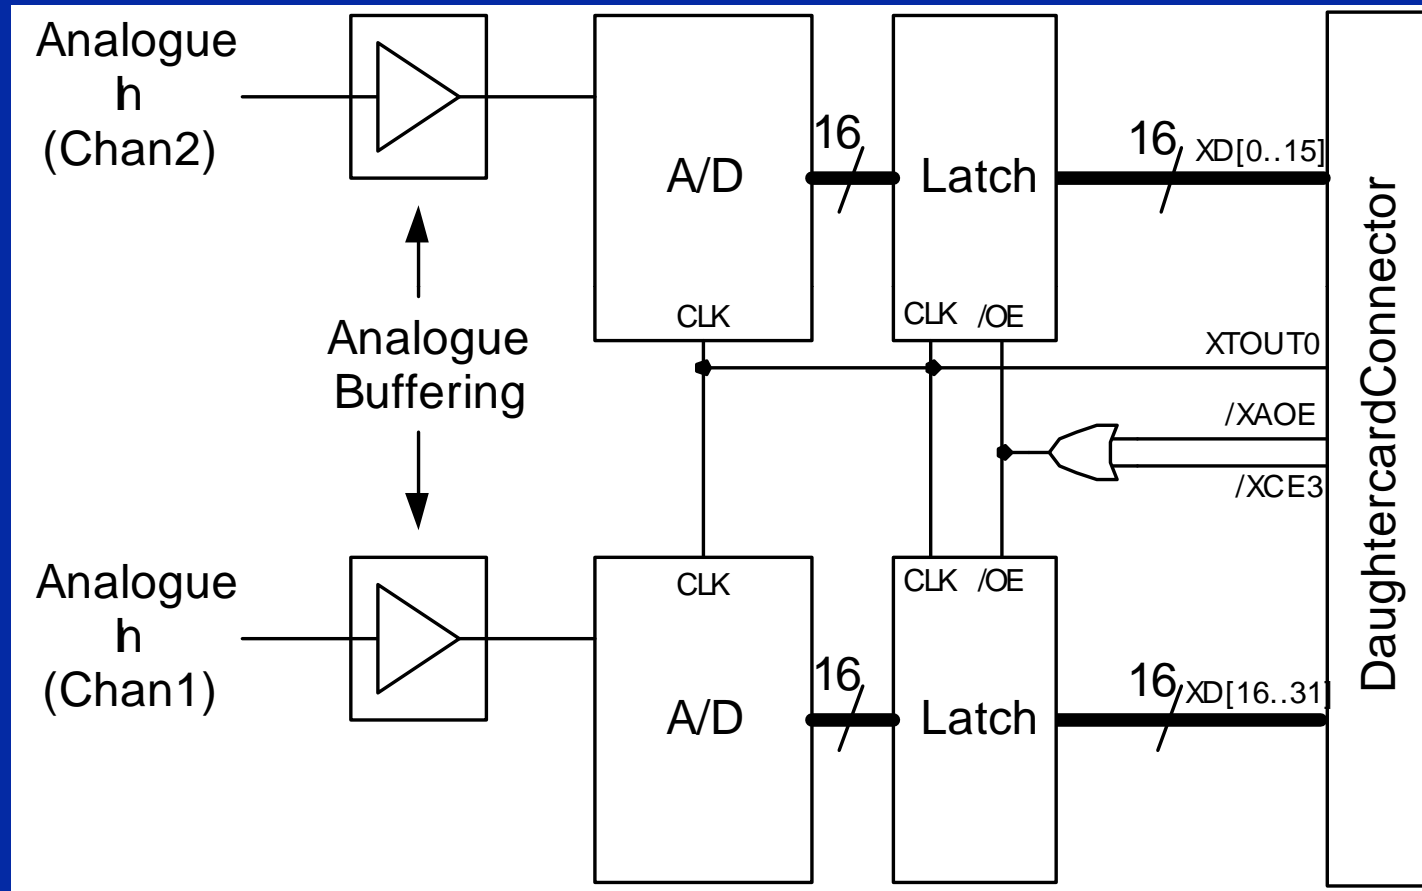 Analogue
In
(Chan2)
A/D
16
Latch
16
XD[0..15]
CLK
CLK
/OE
Analogue
Buffering
XTOUT0
/XAOE
/XCE3
DaughtercardConnector
Analogue
In
(Chan1)
CLK
CLK
/OE
A/D
16
Latch
16
XD[16..31]